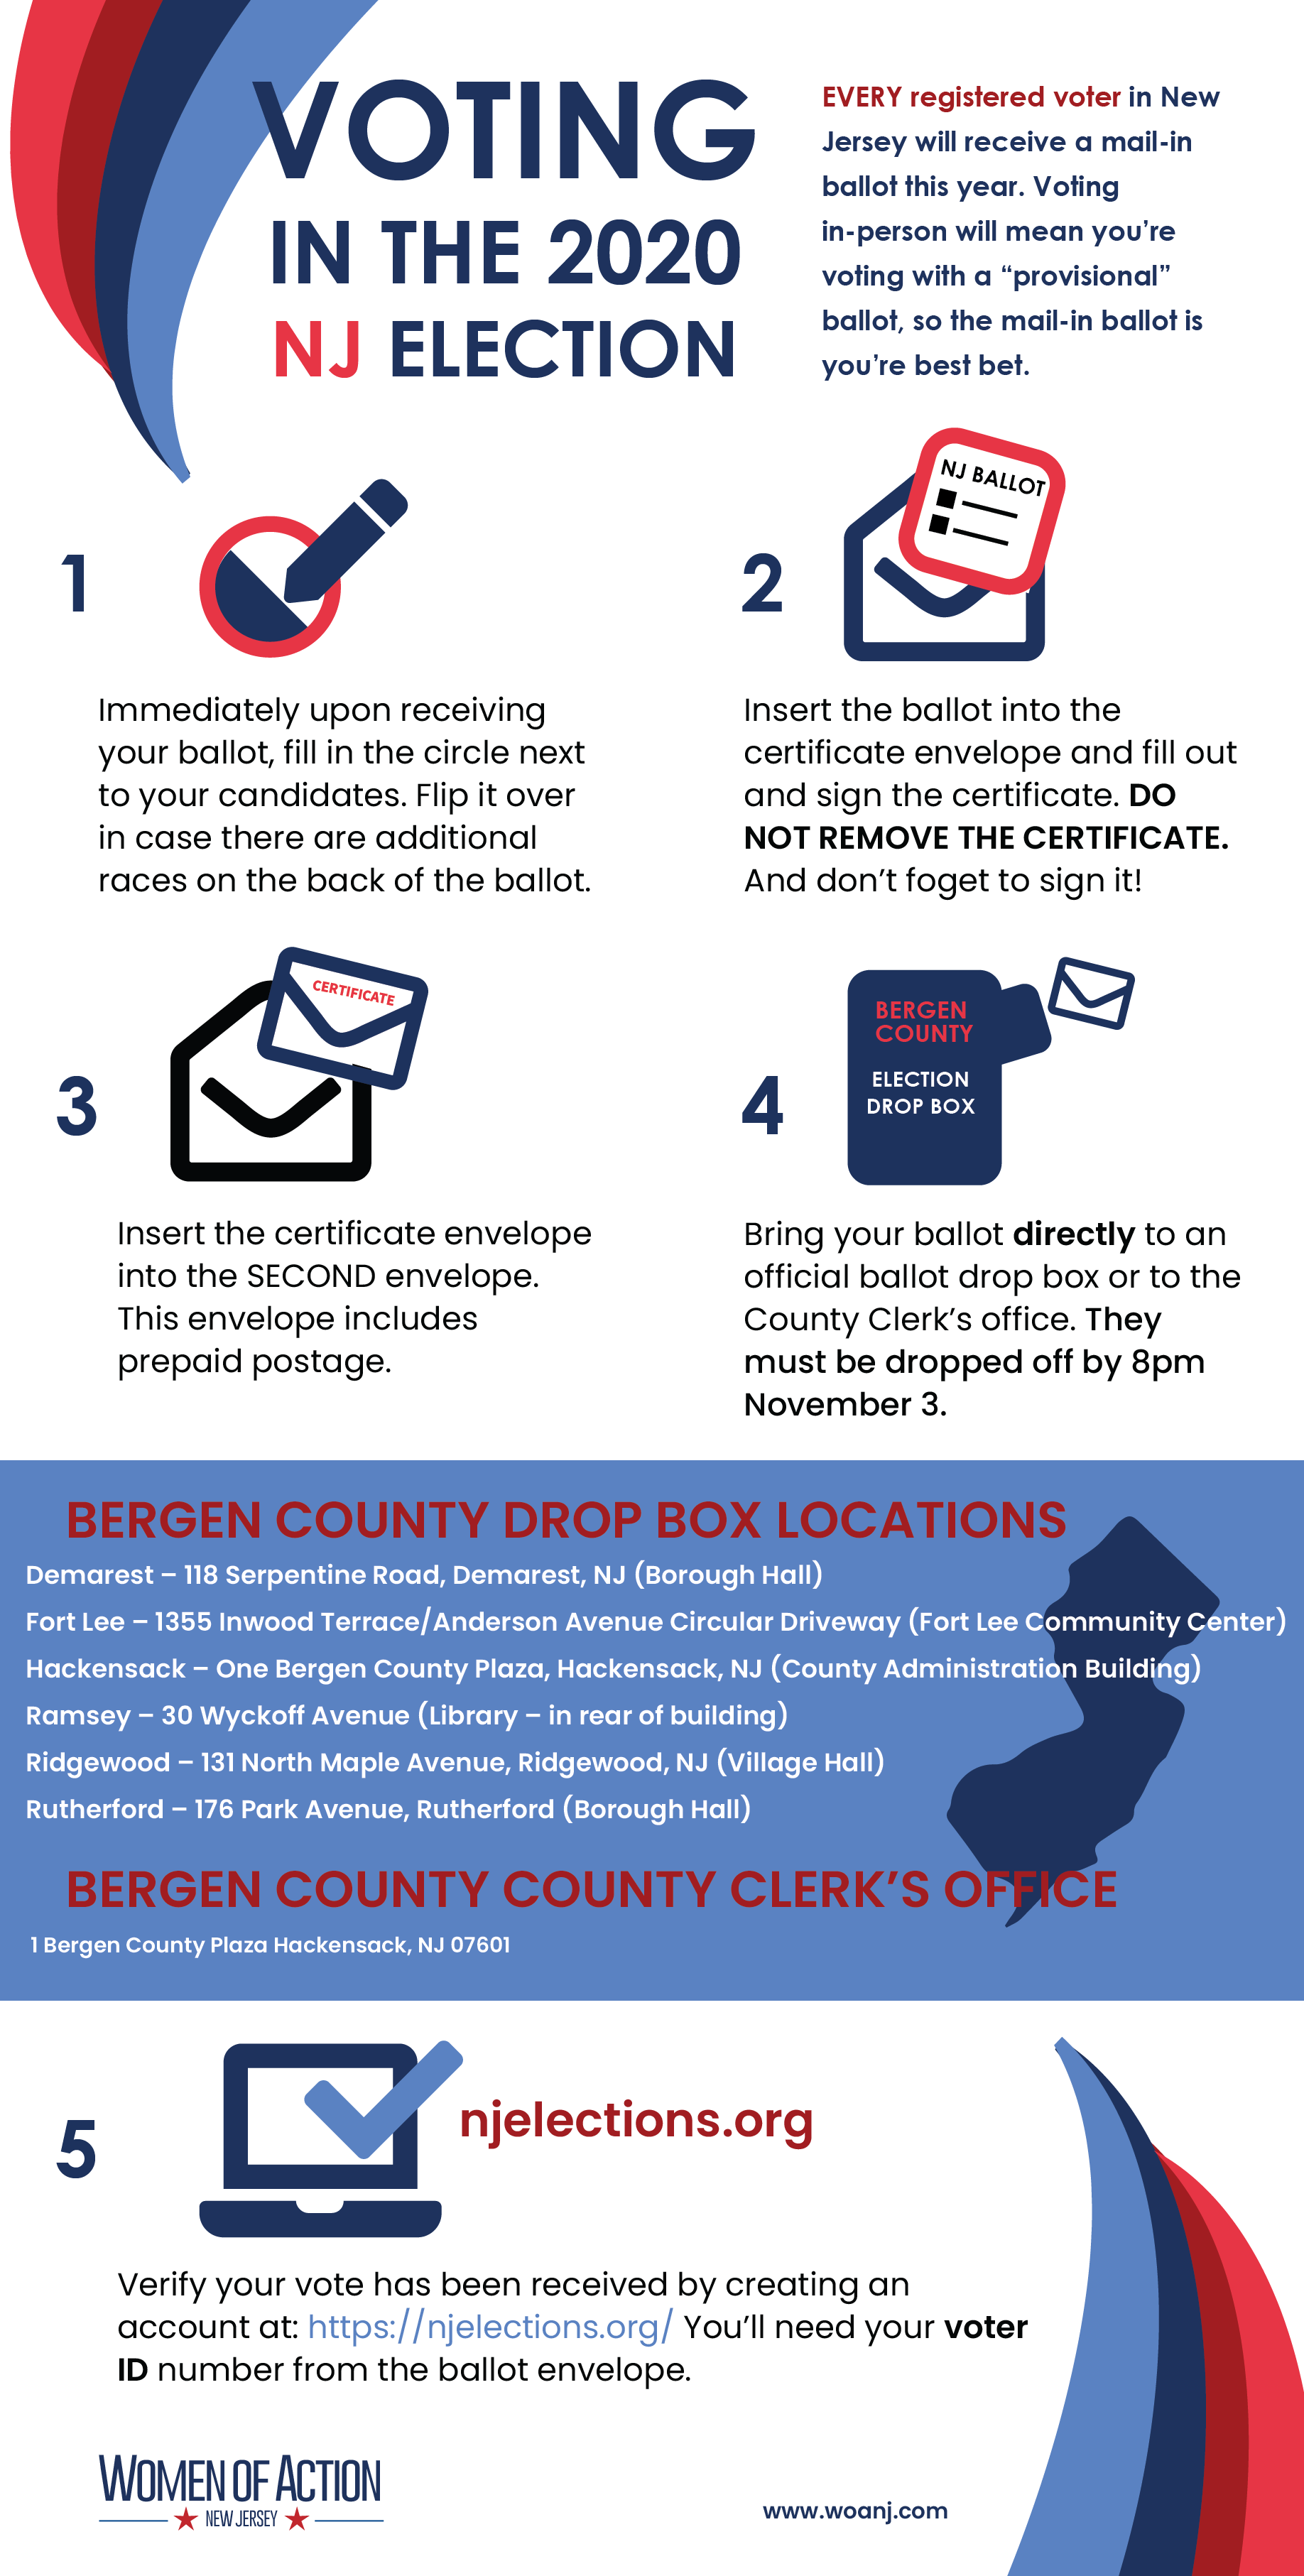 VOTING
IN THE 2020
NJ ELECTION
EVERY registered voter in New
Jersey will receive a mail-in
ballot this year. Voting
in-person will mean you’re
voting with a “provisional”
ballot, so the mail-in ballot is
you’re best bet.
1
Immediately upon receiving
your ballot, fill in the circle next
to your candidates. Flip it over
in case there are additional
races on the back of the ballot.
2
NJ BALLOT
Insert the ballot into the
certificate envelope and fill out
and sign the certificate. DO
NOT REMOVE THE CERTIFICATE.
And don’t foget to sign it!
3
CERTIFICATE
Insert the certificate envelope
into the SECOND envelope.
This envelope includes
prepaid postage.
4
BERGEN
COUNTY
ELECTION
DROP BOX
Bring your ballot directly to an
official ballot drop box or to the
County Clerk’s office. They
must be dropped off by 8pm
November 3.
BERGEN COUNTY DROP BOX LOCATIONS
Demarest – 118 Serpentine Road, Demarest, NJ (Borough Hall)
Fort Lee – 1355 Inwood Terrace/Anderson Avenue Circular Driveway (Fort Lee Community Center)
Hackensack – One Bergen County Plaza, Hackensack, NJ (County Administration Building)
Ramsey – 30 Wyckoff Avenue (Library – in rear of building)
Ridgewood – 131 North Maple Avenue, Ridgewood, NJ (Village Hall)
Rutherford – 176 Park Avenue, Rutherford (Borough Hall)
BERGEN COUNTY COUNTY CLERK’S OFFICE
1 Bergen County Plaza Hackensack, NJ 07601
5
njelections.org
Verify your vote has been received by creating an
account at: https://njelections.org/ You’ll need your voter
ID number from the ballot envelope.
WOMEN OF ACTION
NEW JERSEY
www.woanj.com